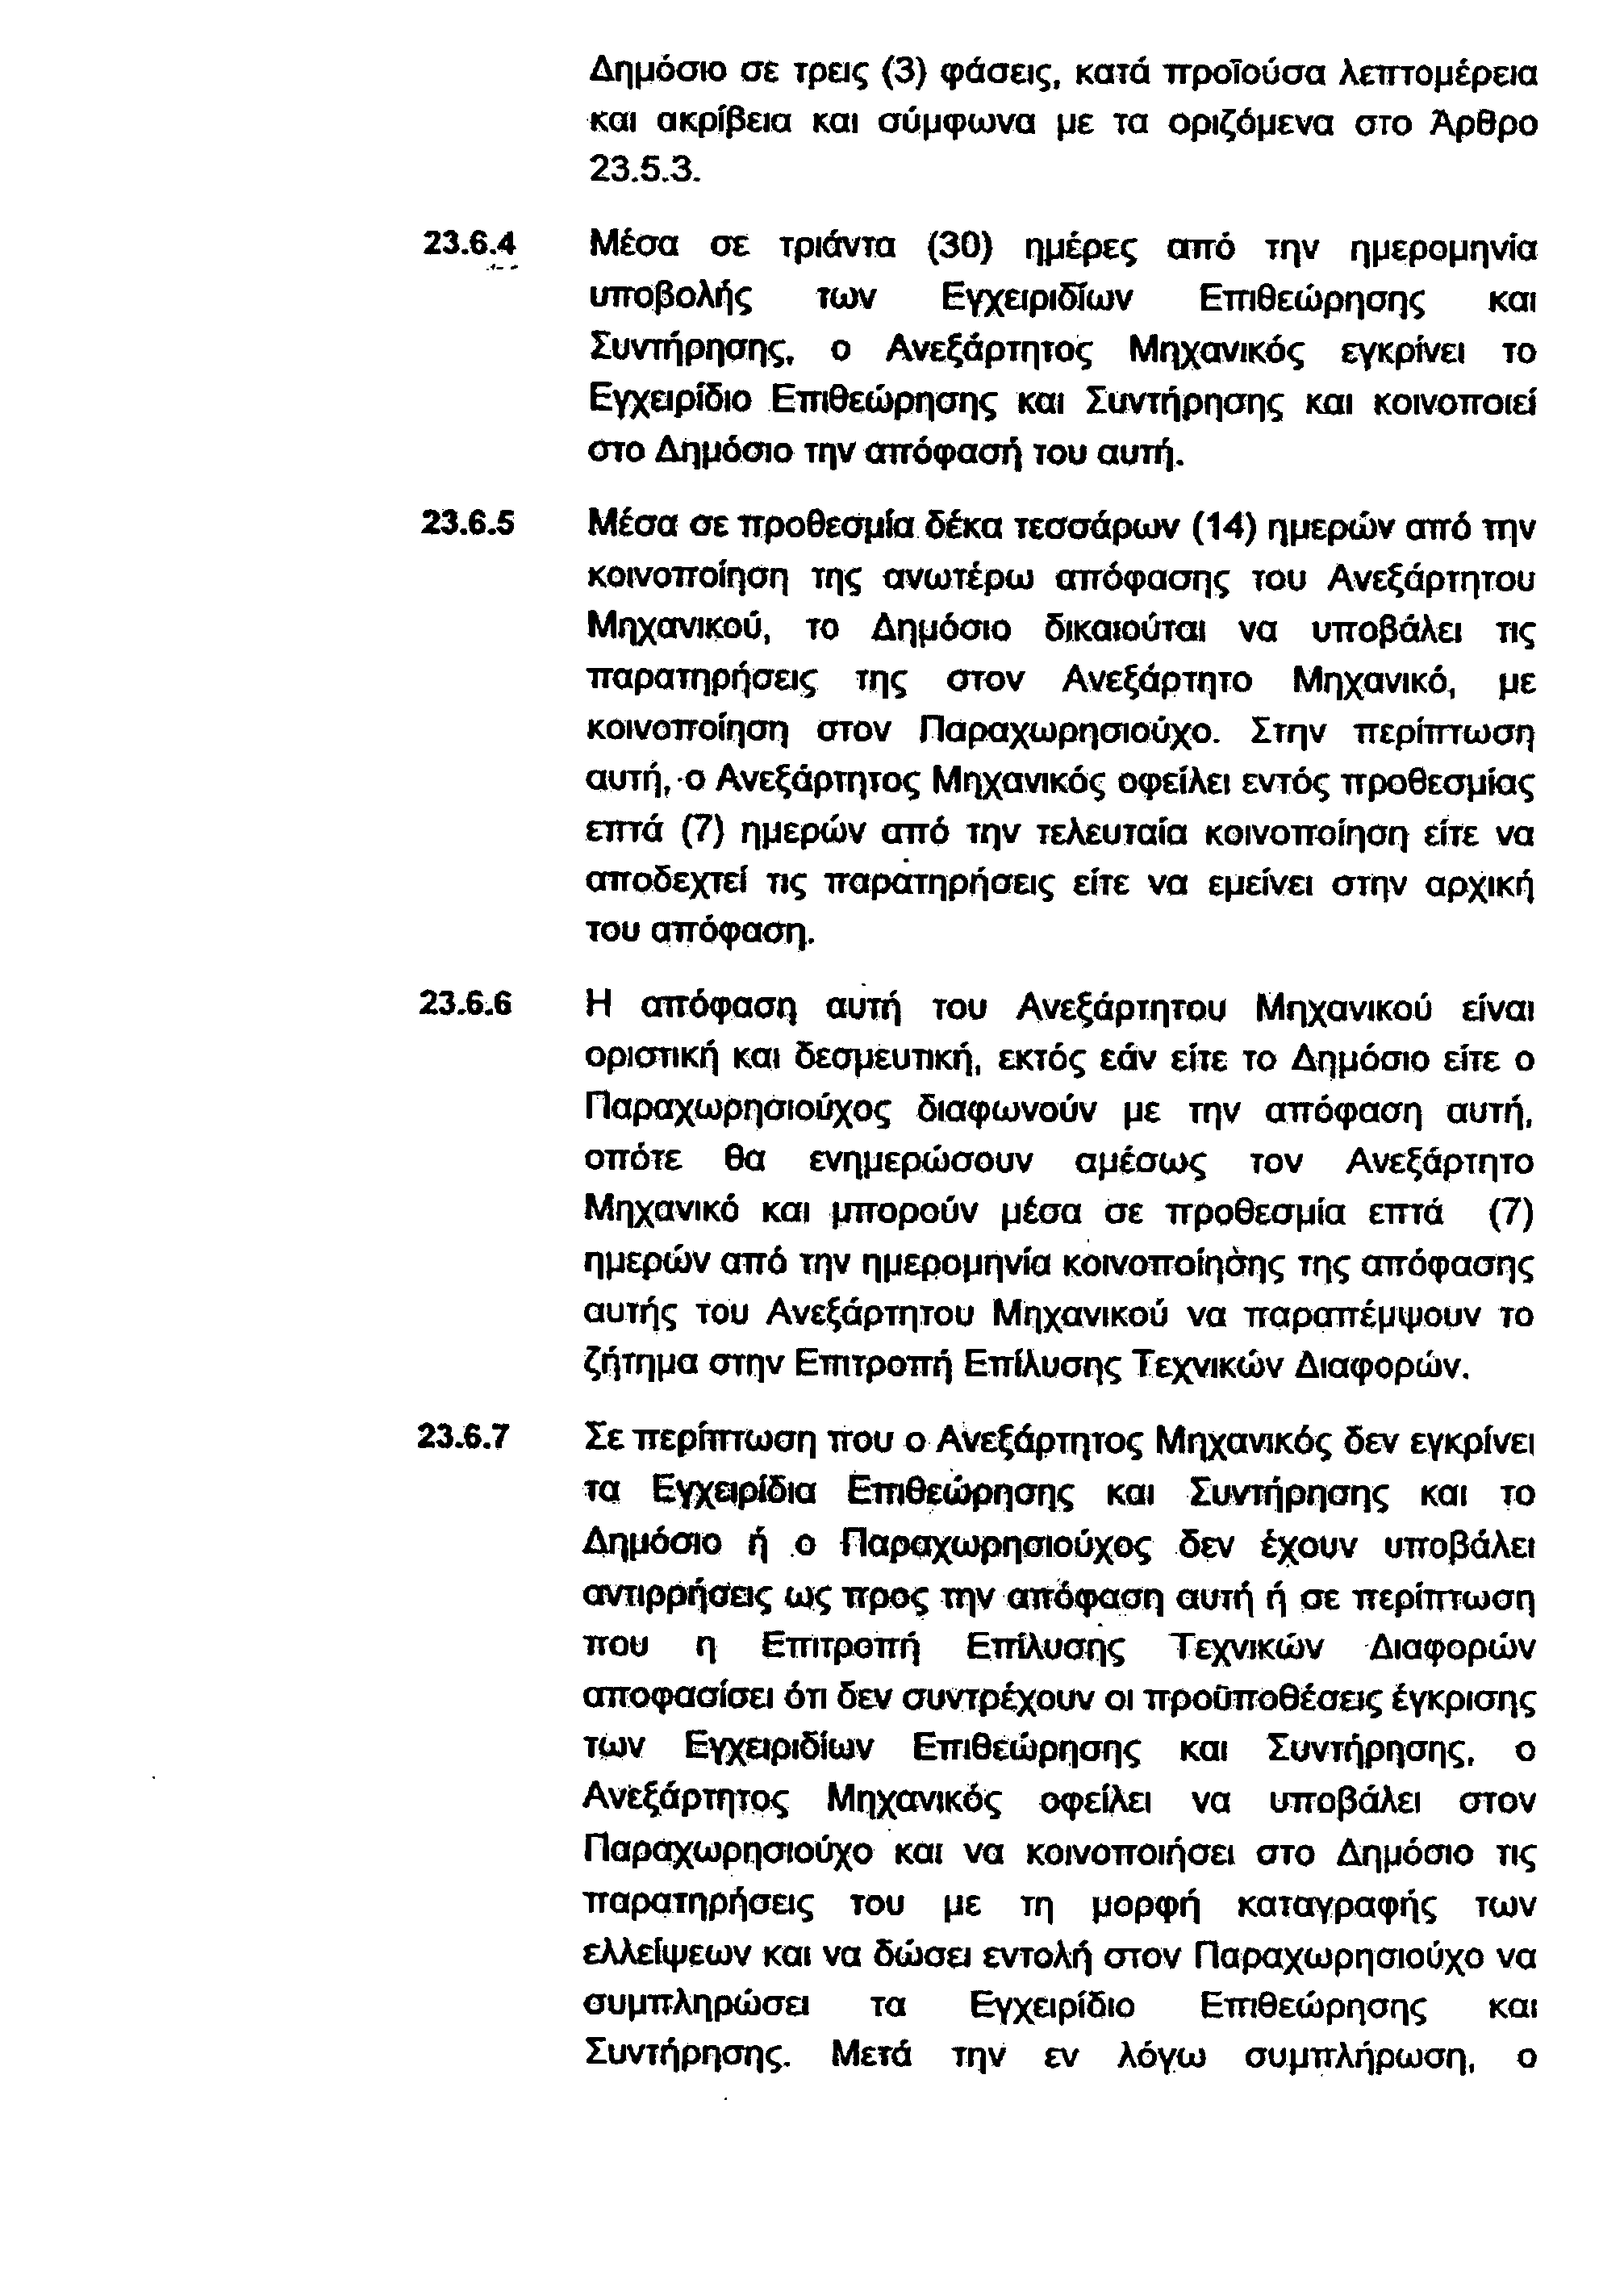 Δημόσιο σε τρεις (3) φάσεις, κατά προϊούσα λεπτομέρεια
και ακρίβεια και σύμφωνα με τα οριζόμενα στο Άρθρο
23.5.3.
23.6.4 Μέσα σε τριάντα (30) ημέρες από την ημερομηνία
υποβολής των Εγχειριδίων Επιθεώρησης και
Συντήρησης, ο Ανεξάρτητος Μηχανικός εγκρίνει το
Εγχειρίδιο Επιθεώρησης και Συντήρησης και κοινοποιεί
στο Δημόσιο την απόφασή του αυτή.
23.6.5 Μέσα σε προθεσμία δέκα τεσσάρων (14) ημερών από την
κοινοποίηση της ανωτέρω απόφασης του Ανεξάρτητου
Μηχανικού, το Δημόσιο δικαιούται να υποβάλει τις
παρατηρήσεις της στον Ανεξάρτητο Μηχανικό, με
κοινοποίηση στον Παραχωρησιούχο. Στην περίπτωση
αυτή, ο Ανεξάρτητος Μηχανικός οφείλει εντός προθεσμίας
επτά (7) ημερών από την τελευταία κοινοποίηση είτε να
αποδεχτεί τις παρατηρήσεις είτε να εμείνει στην αρχική
του απόφαση.
23.6.6 Η απόφαση αυτή του Ανεξάρτητου Μηχανικού είναι
οριστική και δεσμευτική, εκτός εάν είτε το Δημόσιο είτε ο
Παραχωρησιούχος διαφωνούν με την απόφαση αυτή,
οπότε θα ενημερώσουν αμέσως τον Ανεξάρτητο
Μηχανικό και μπορούν μέσα σε προθεσμία επτά (7)
ημερών από την ημερομηνία κοινοποίησης της απόφασης
αυτής του Ανεξάρτητου Μηχανικού να παραπέμψουν το
ζήτημα στην Επιτροπή Επίλυσης Τεχνικών Διαφορών.
23.6.7 Σε περίπτωση που ο Ανεξάρτητος Μηχανικός δεν εγκρίνει
τα Εγχειρίδια Επιθεώρησης και Συντήρησης και το
Δημόσιο ή ο Παραχωρησιούχος δεν έχουν υποβάλει
αντιρρήσεις ως προς την απόφαση αυτή ή σε περίπτωση
που η Επιτροπή Επίλυσης Τεχνικών Διαφορών
αποφασίσει ότι δεν συντρέχουν οι προϋποθέσεις έγκρισης
των Εγχειριδίων Επιθεώρησης και Συντήρησης, ο
Ανεξάρτητος Μηχανικός οφείλει να υποβάλει στον
Παραχωρησιούχο και να κοινοποιήσει στο Δημόσιο τις
παρατηρήσεις του με τη μορφή καταγραφής των
ελλείψεων και να δώσει εντολή στον Παραχωρησιούχο να
συμπληρώσει τα Εγχειρίδιο Επιθεώρησης και
Συντήρησης. Μετά την εν λόγω συμπλήρωση, ο